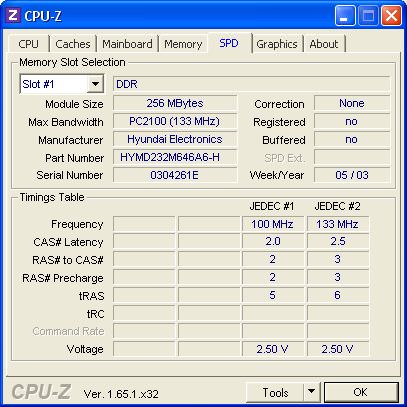 Z CPU-Z
CPU Caches Mainboard Memory SPD Graphics About
Memory Slot Selection
Slot #1 DDR
Module Size 256 MBytes Correction None
Max Bandwidth PC2100 (133 MHz) Registered no
Manufacturer Hyundai Electronics Buffered no
Part Number HYMD232M646A6-H SPD Ext.
Serial Number 0304261E Week/Year 05 / 03
Timings Table
JEDEC #1 JEDEC #2
Frequency 100 MHz 133 MHz
CAS# Latency 2.0 2.5
RAS# to CAS# 2 3
RAS# Precharge 2 3
tRAS 5 6
tRC
Command Rate
Voltage 2.50 V 2.50 V
CPU-Z Ver. 1.65.1.x32 Tools OK